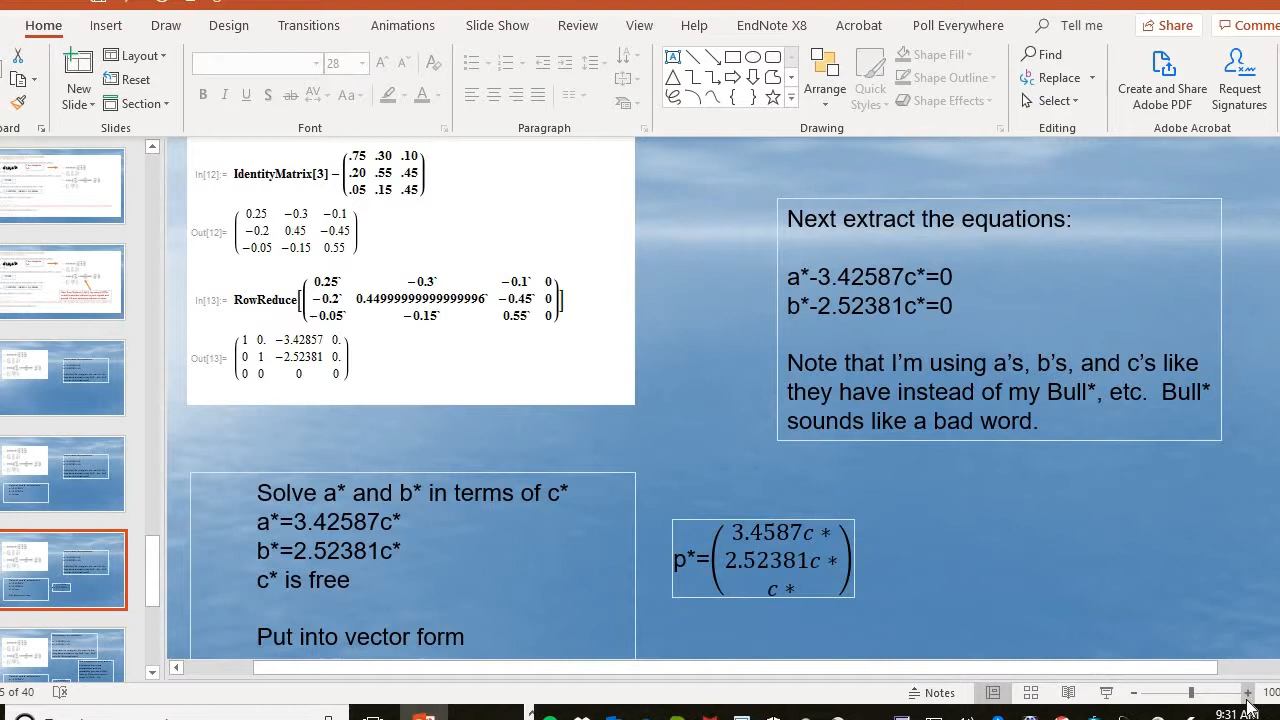 Home Insert Draw Design Transitions Animations Slide Show Review View Help EndNote X8 Acrobat Poll Everywhere Tell me Share
New
Slide
Layout
Reset
Section
28
B I U S ab AV Aa A
Arrange
Quick
Styles
Shape Fill
Shape Outline
Shape Effects
Find
Replace
Select
Create and Share
Adobe PDF
Request
Signatures
Slides Font Paragraph Drawing Editing Adobe Acrobat
In[12]:= IdentityMatrix[3] −
.75 .30 .10
.20 .55 .45
.05 .15 .45
Out[12]=
0.25 −0.3 −0.1
−0.2 0.45 −0.45
−0.05 −0.15 0.55
In[13]:= RowReduce[
0.25` −0.3` −0.1` 0
−0.2` 0.44999999999999996` −0.45` 0
−0.05` −0.15` 0.55` 0
]
Out[13]=
1 0. −3.42857 0.
0 1 −2.52381 0.
0 0 0 0
Next extract the equations:
a*-3.42587c*=0
b*-2.52381c*=0
Note that I'm using a's, b's, and c's like
they have instead of my Bull*, etc. Bull*
sounds like a bad word.
Solve a* and b* in terms of c*
a*=3.42587c*
b*=2.52381c*
c* is free
Put into vector form
p*=
3.4587c *
2.52381c *
c *
of 40
Notes
9:31 AM